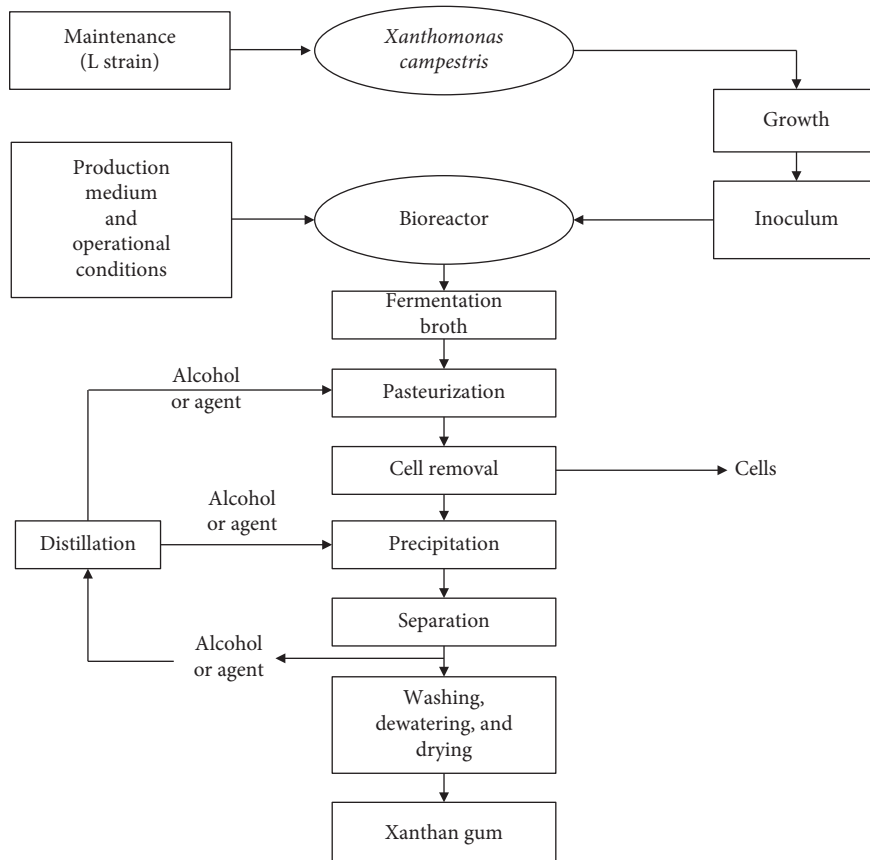 Maintenance
(L strain)
Xanthomonas
campestris
Growth
Production
medium
and
operational
conditions
Bioreactor
Inoculum
Fermentation
broth
Alcohol
or agent
Pasteurization
Cell removal
Cells
Alcohol
or agent
Distillation
Precipitation
Separation
Alcohol
or agent
Washing,
dewatering, and
drying
Xanthan gum